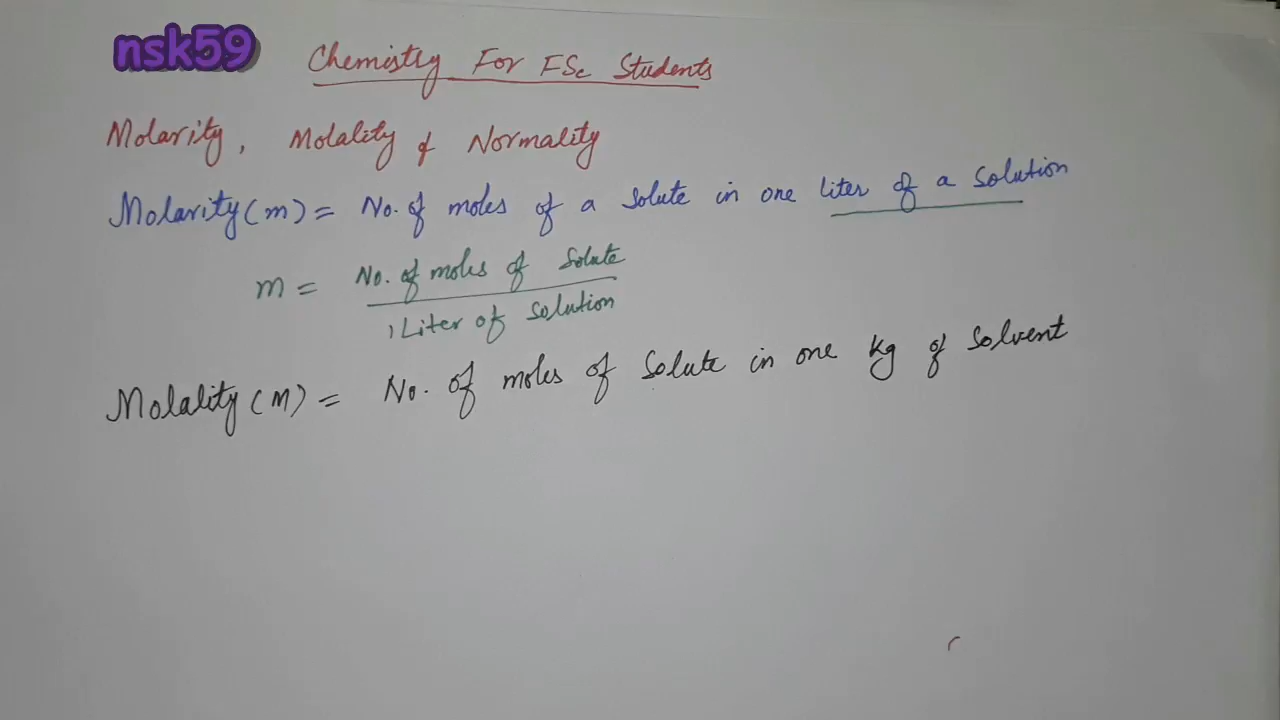 nsk59
Chemistry For FSc Students
Molarity, Molality & Normality
Molarity (m) = No. of moles of a solute in one liter of a solution
m = No. of moles of solute
1 Liter of solution
Molality (m) = No. of moles of solute in one kg of solvent